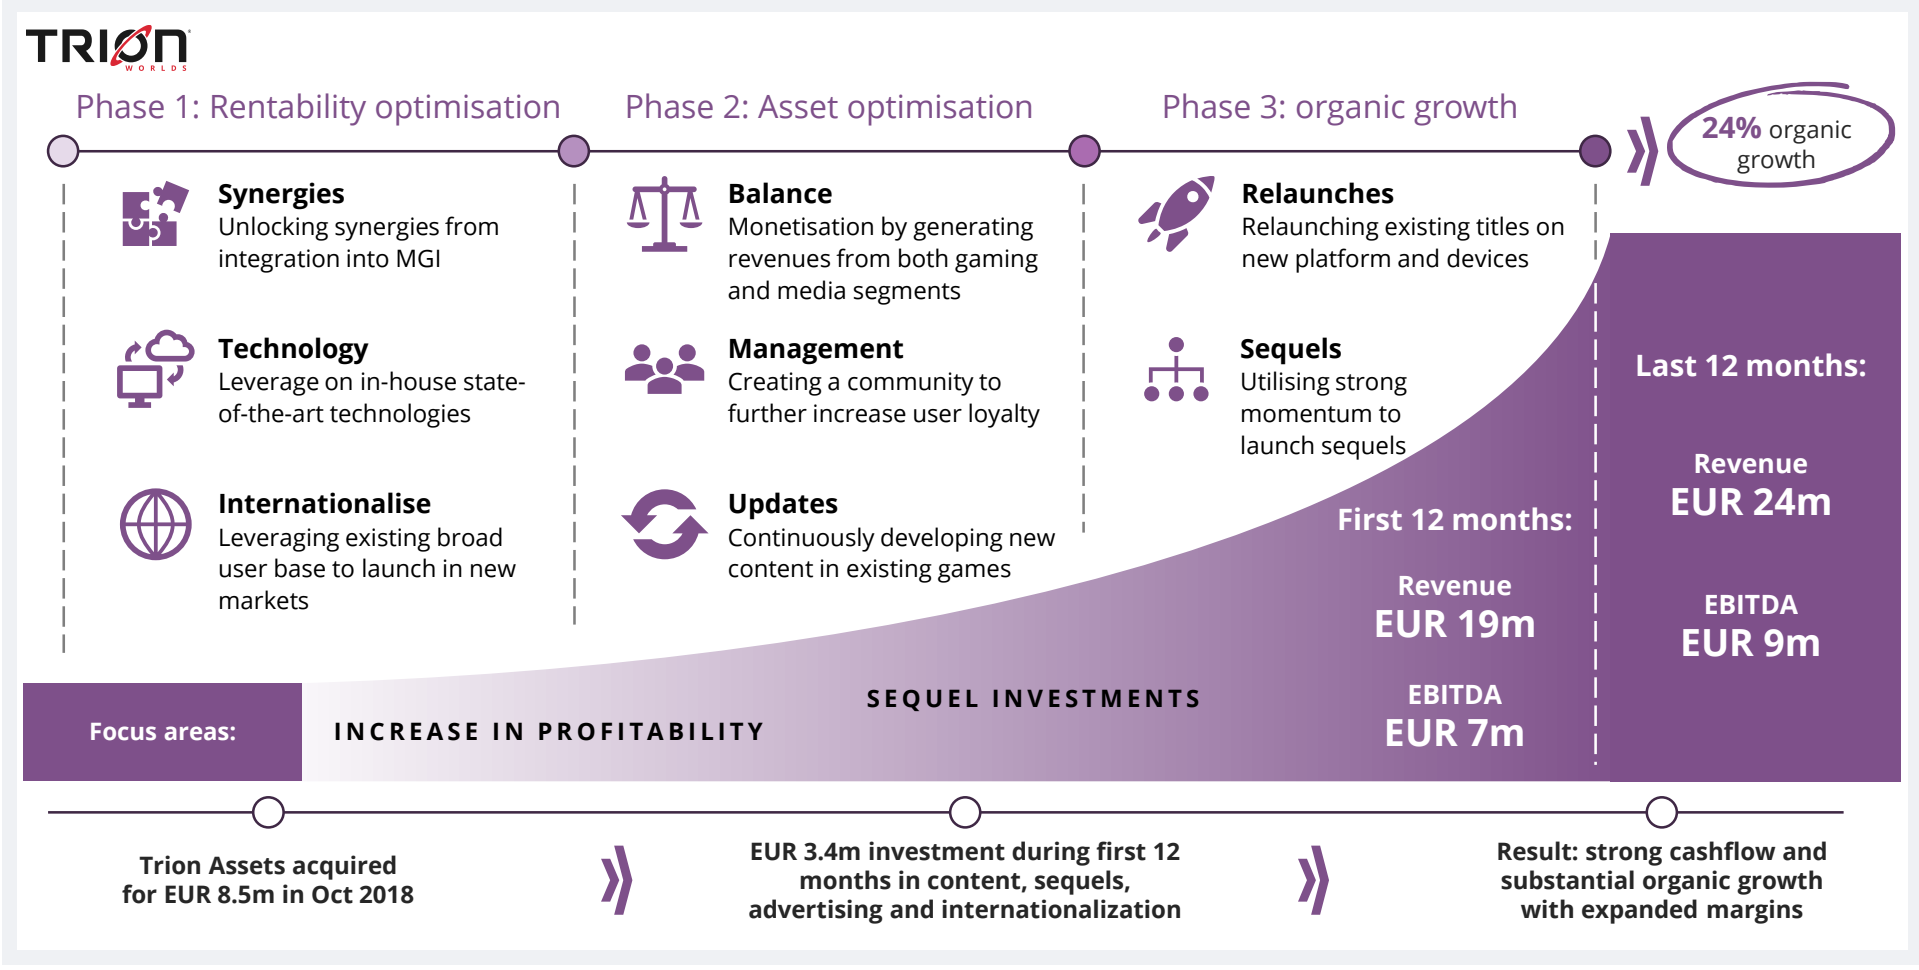 TRION
WORLDS
Phase 1: Rentability optimisation
Phase 2: Asset optimisation
Phase 3: organic growth
24% organic
growth
Synergies
Unlocking synergies from
integration into MGI
Technology
Leverage on in-house state-
of-the-art technologies
Internationalise
Leveraging existing broad
user base to launch in new
markets
Balance
Monetisation by generating
revenues from both gaming
and media segments
Management
Creating a community to
further increase user loyalty
Updates
Continuously developing new
content in existing games
Relaunches
Relaunching existing titles on
new platform and devices
Sequels
Utilising strong
momentum to
launch sequels
First 12 months:
Revenue
EUR 19m
EBITDA
EUR 7m
Last 12 months:
Revenue
EUR 24m
EBITDA
EUR 9m
Focus areas:
INCREASE IN PROFITABILITY
SEQUEL INVESTMENTS
Trion Assets acquired
for EUR 8.5m in Oct 2018
EUR 3.4m investment during first 12
months in content, sequels,
advertising and internationalization
Result: strong cashflow and
substantial organic growth
with expanded margins